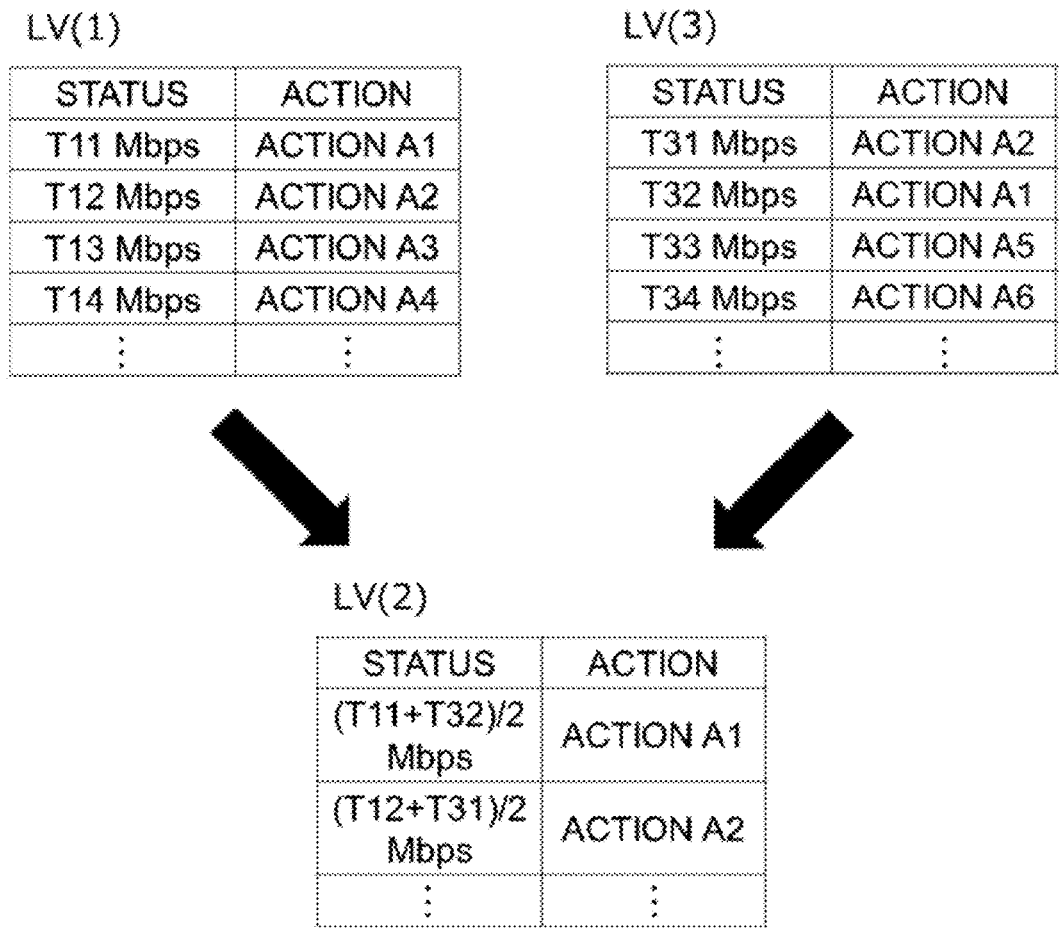 LV(1)
STATUS ACTION
T11 Mbps ACTION A1
T12 Mbps ACTION A2
T13 Mbps ACTION A3
T14 Mbps ACTION A4
⋮ ⋮
LV(3)
STATUS ACTION
T31 Mbps ACTION A2
T32 Mbps ACTION A1
T33 Mbps ACTION A5
T34 Mbps ACTION A6
⋮ ⋮
LV(2)
STATUS ACTION
(T11+T32)/2
Mbps ACTION A1
(T12+T31)/2
Mbps ACTION A2
⋮ ⋮